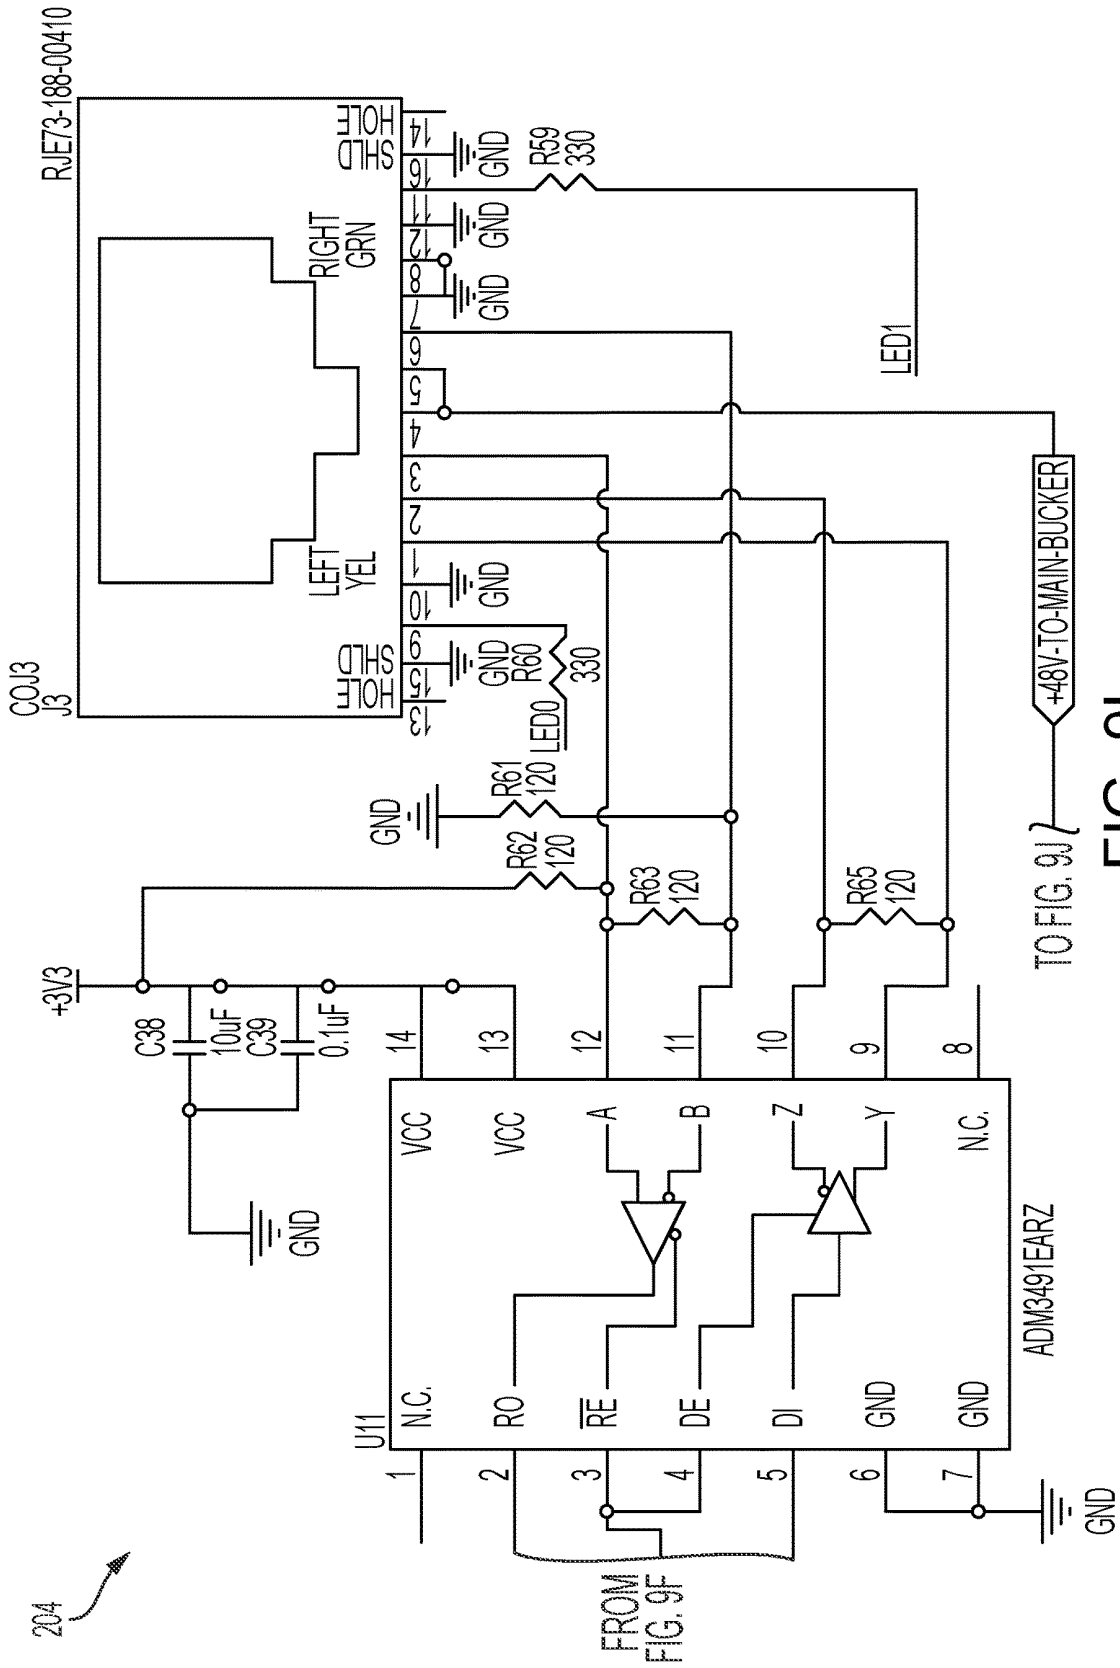 204
FROM
FIG. 9F
U11
N.C.
RO
RE
DE
DI
GND
GND
1
2
3
4
5
6
7
GND
ADM3491EARZ
VCC
VCC
A
B
Z
Y
N.C.
14
13
12
11
10
9
8
+3V3
C38
10uF
C39
0.1uF
GND
GND
R62
120
R61
120
R63
120
R65
120
COJ3
J3
RJE73-188-00410
HOLE
SHLD
LEFT
YEL
RIGHT
GRN
SHLD
HOLE
13
15
9
10
1
2
3
4
5
6
7
8
12
11
16
14
GND
GND
GND
GND
GND
R60
330
LED0
R59
330
LED1
+48V-TO-MAIN-BUCKER
TO FIG. 9J